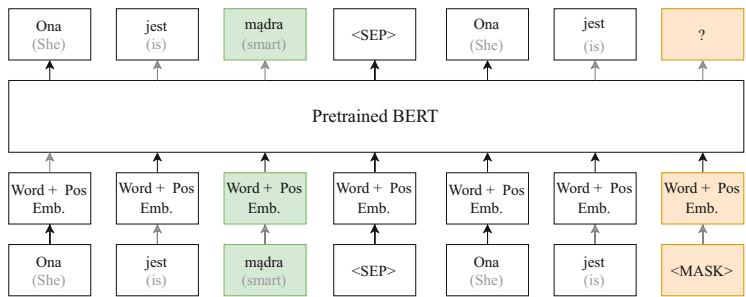 Ona
(She)
jest
(is)
mądra
(smart)
<SEP>
Ona
(She)
jest
(is)
?
Pretrained BERT
Word + Pos
Emb.
Word + Pos
Emb.
Word + Pos
Emb.
Word + Pos
Emb.
Word + Pos
Emb.
Word + Pos
Emb.
Word + Pos
Emb.
Ona
(She)
jest
(is)
mądra
(smart)
<SEP>
Ona
(She)
jest
(is)
<MASK>